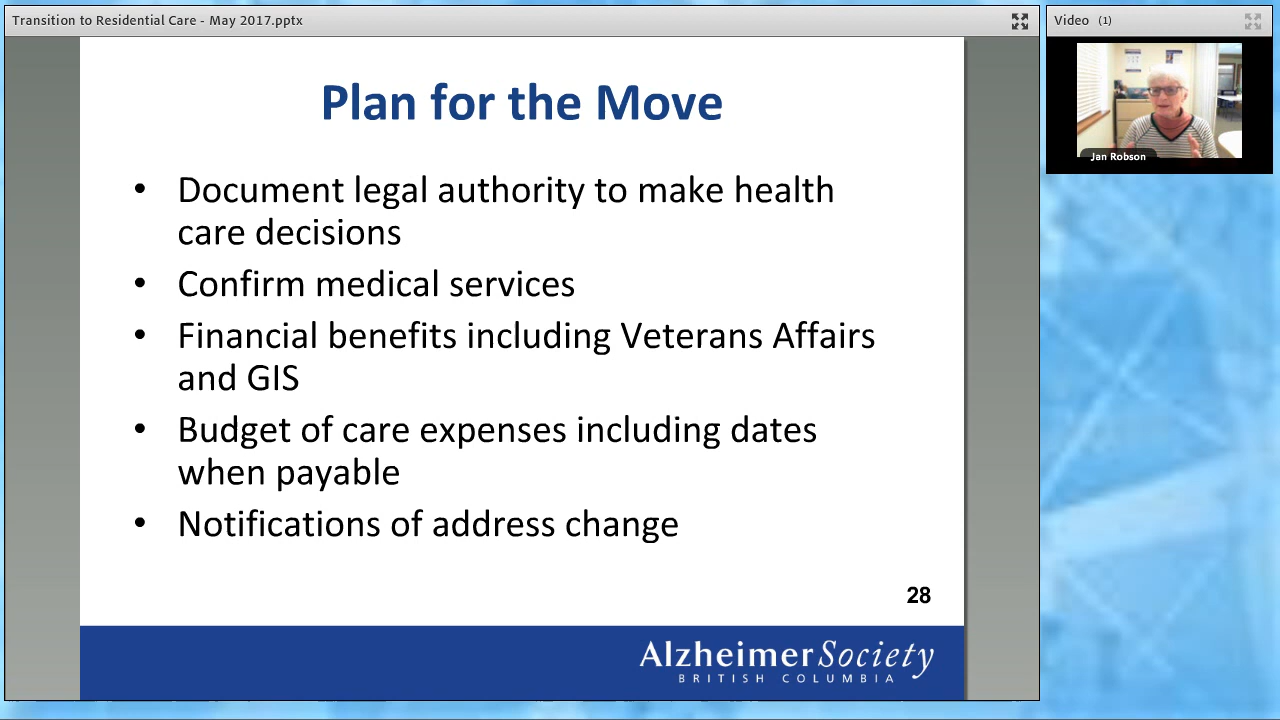 Transition to Residential Care - May 2017.pptx
Video (1)
Jan Robson
Plan for the Move
• Document legal authority to make health
care decisions
• Confirm medical services
• Financial benefits including Veterans Affairs
and GIS
• Budget of care expenses including dates
when payable
• Notifications of address change
28
AlzheimerSociety
BRITISH COLUMBIA